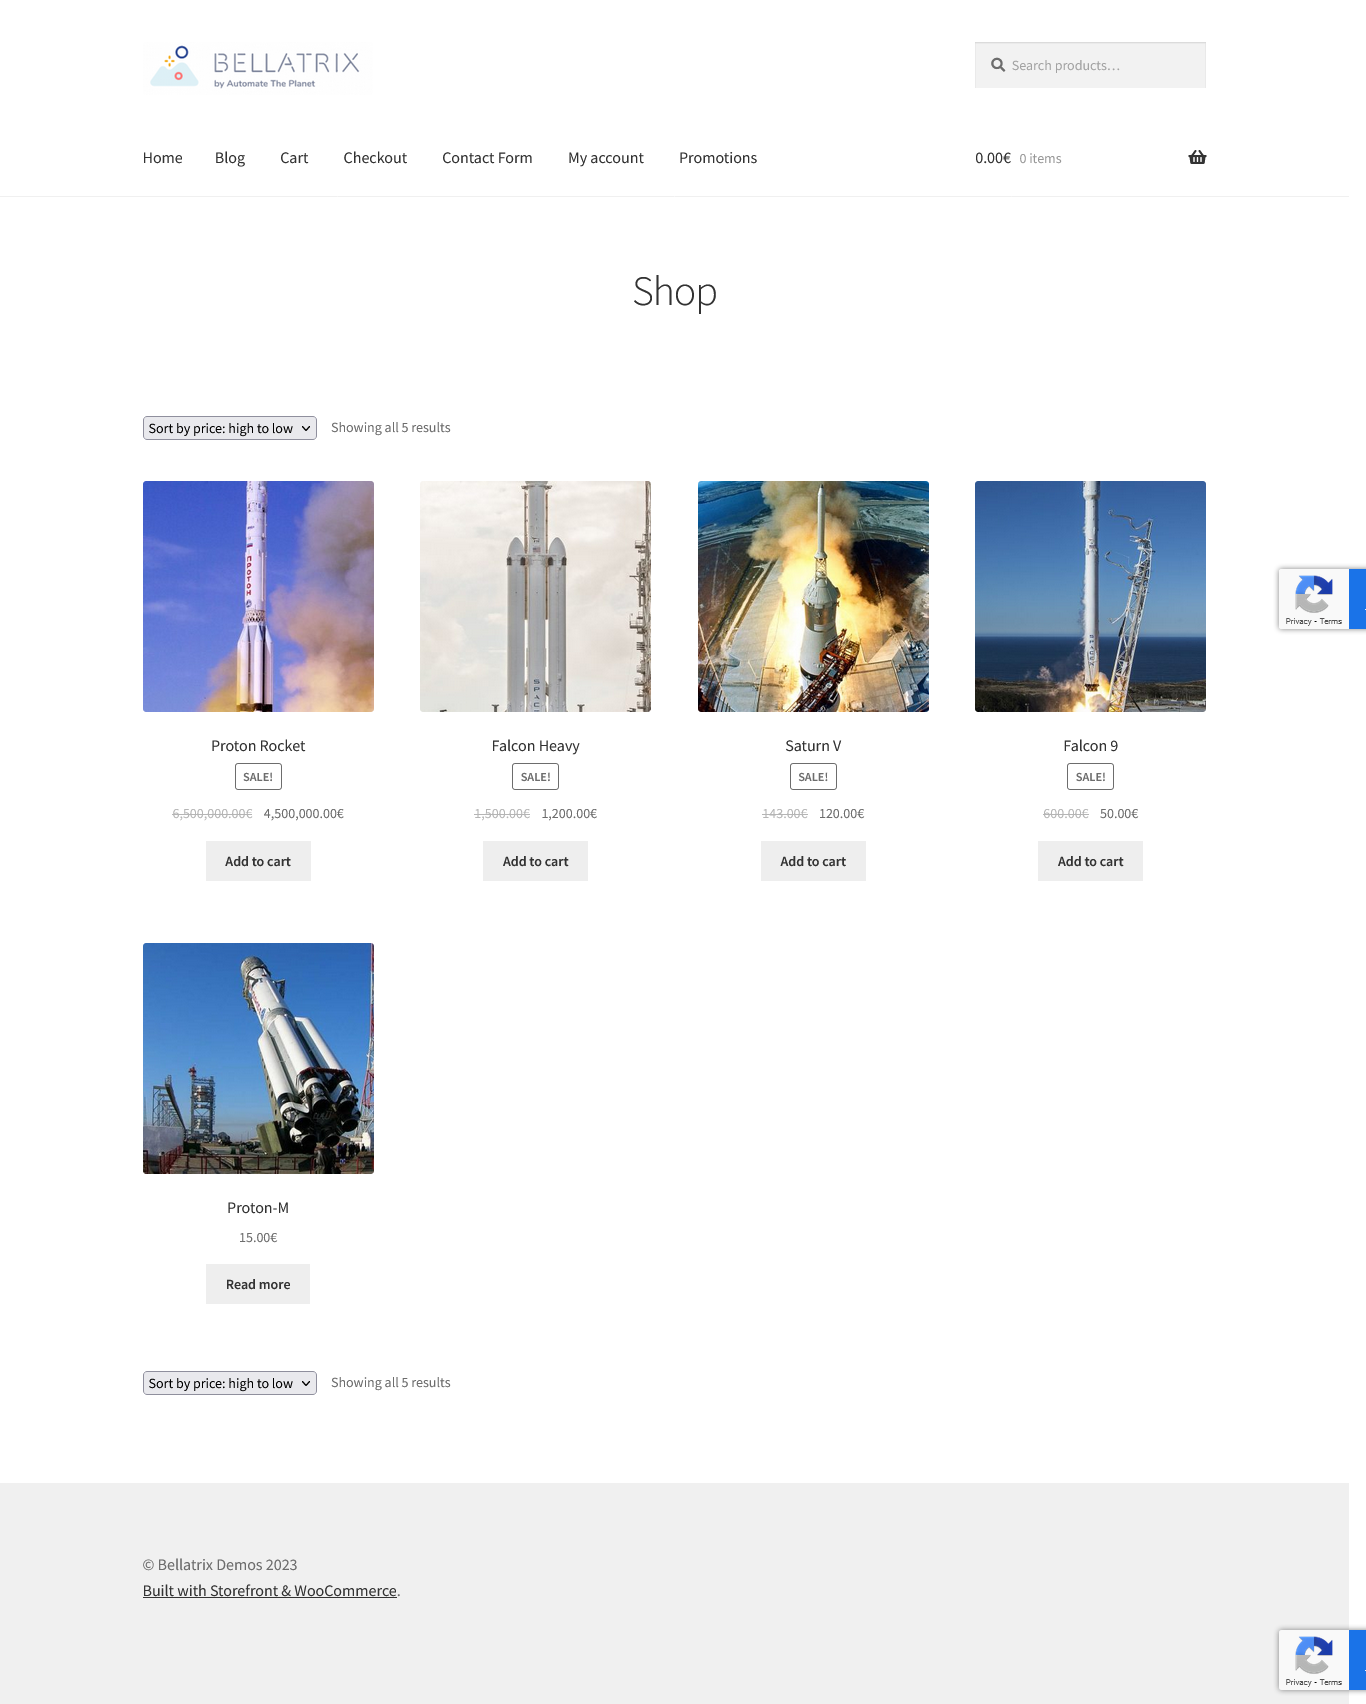 BELLATRIX
by Automate The Planet
Search products…
Home Blog Cart Checkout Contact Form My account Promotions
0.00€ 0 items
Shop
Sort by price: high to low
Showing all 5 results
ПРОТОН
SPACE
Proton Rocket
SALE!
6,500,000.00€ 4,500,000.00€
Add to cart
Falcon Heavy
SALE!
1,500.00€ 1,200.00€
Add to cart
Saturn V
SALE!
143.00€ 120.00€
Add to cart
Falcon 9
SALE!
600.00€ 50.00€
Add to cart
Privacy - Terms
Proton-M
15.00€
Read more
Sort by price: high to low
Showing all 5 results
© Bellatrix Demos 2023
Built with Storefront & WooCommerce.
Privacy - Terms